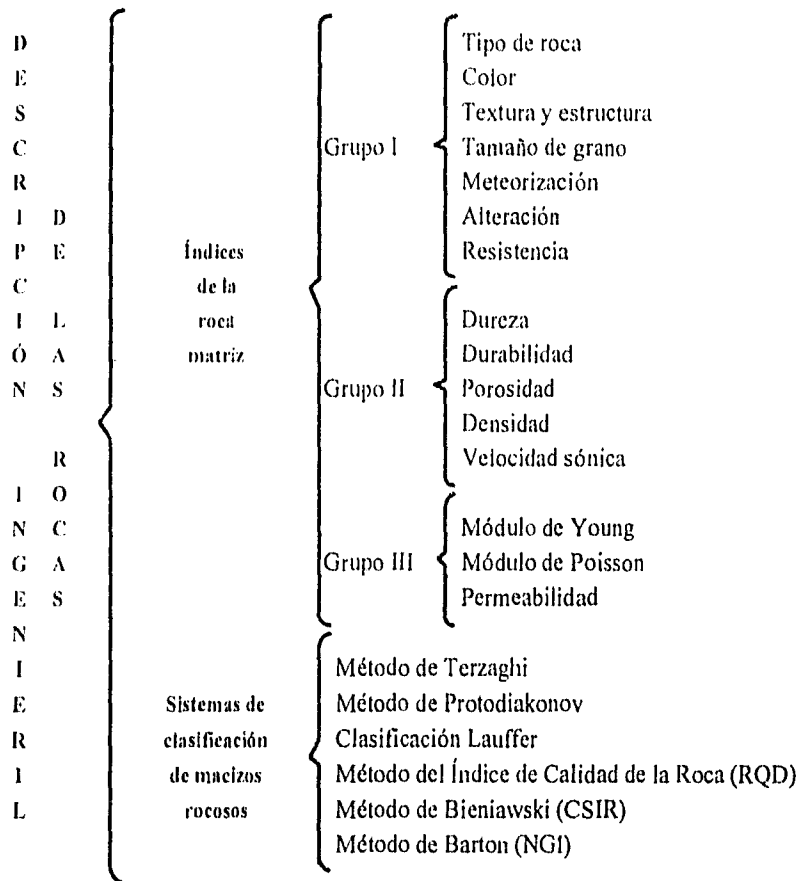 DESCRIPCIÓN INGENIERIL
DE LAS ROCAS
Índices
de la
roca
matriz
Grupo I
Tipo de roca
Color
Textura y estructura
Tamaño de grano
Meteorización
Alteración
Resistencia
Grupo II
Dureza
Durabilidad
Porosidad
Densidad
Velocidad sónica
Grupo III
Módulo de Young
Módulo de Poisson
Permeabilidad
Sistemas de
clasificación
de macizos
rocosos
Método de Terzaghi
Método de Protodiakonov
Clasificación Lauffer
Método del Índice de Calidad de la Roca (RQD)
Método de Bieniawski (CSIR)
Método de Barton (NGI)